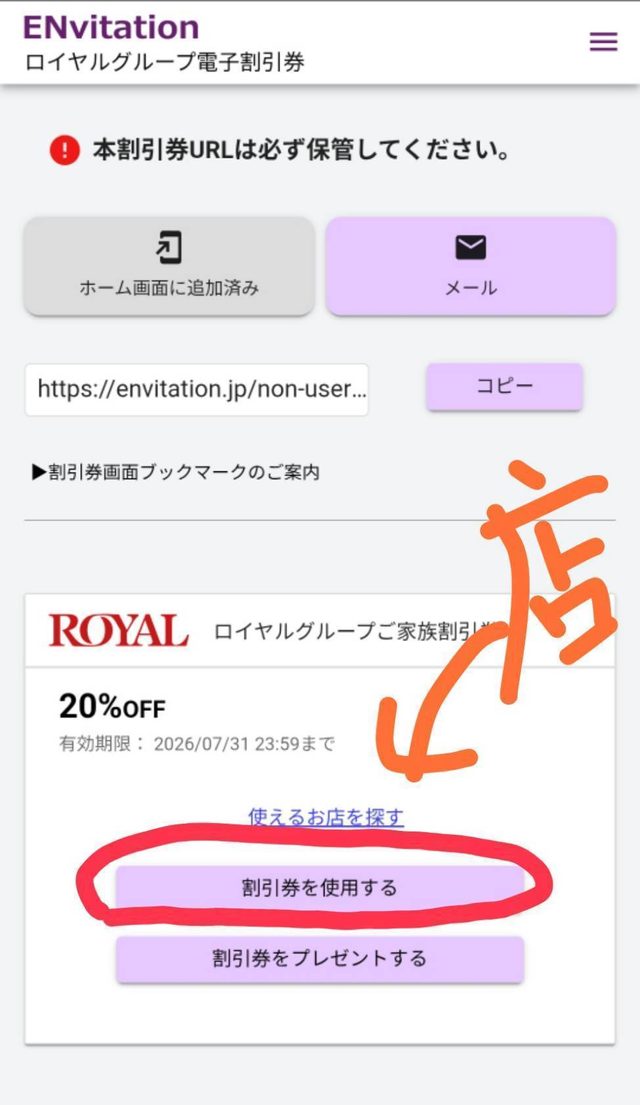 ENvitation
ロイヤルグループ電子割引券
本割引券URLは必ず保管してください。
ホーム画面に追加済み
メール
https://envitation.jp/non-user...
コピー
▶割引券画面ブックマークのご案内
店
ROYAL ロイヤルグループご家族割引券
20%OFF
有効期限： 2026/07/31 23:59まで
使えるお店を探す
割引券を使用する
割引券をプレゼントする